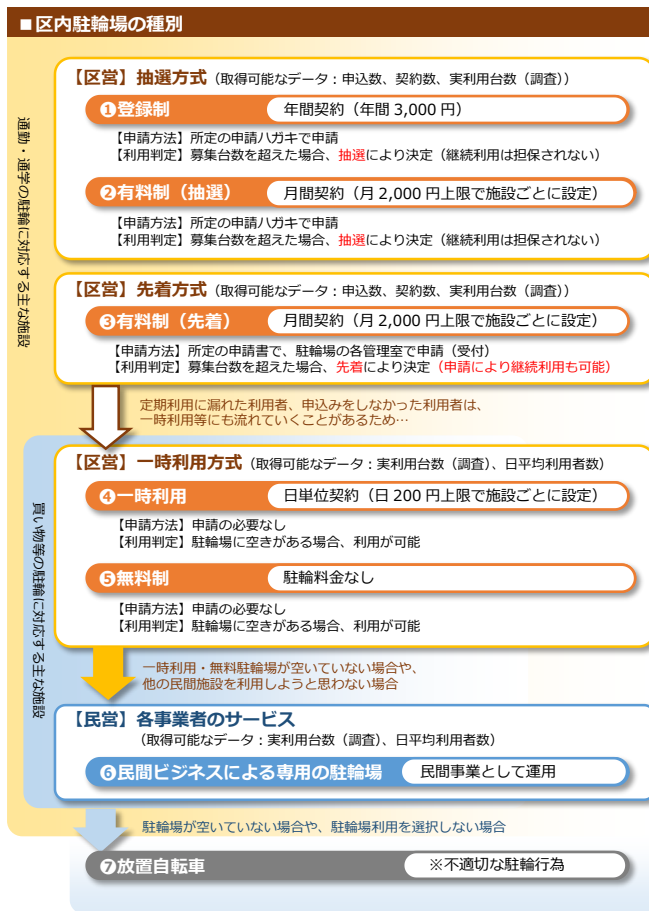 ■区内駐輪場の種別
通勤・通学の駐輪に対応する主な施設
【区営】抽選方式（取得可能なデータ：申込数、契約数、実利用台数（調査））
❶登録制 年間契約（年間 3,000 円）
【申請方法】所定の申請ハガキで申請
【利用判定】募集台数を超えた場合、抽選により決定（継続利用は担保されない）
❷有料制（抽選） 月間契約（月 2,000 円上限で施設ごとに設定）
【申請方法】所定の申請ハガキで申請
【利用判定】募集台数を超えた場合、抽選により決定（継続利用は担保されない）
【区営】先着方式（取得可能なデータ：申込数、契約数、実利用台数（調査））
❸有料制（先着） 月間契約（月 2,000 円上限で施設ごとに設定）
【申請方法】所定の申請書で、駐輪場の各管理室で申請（受付）
【利用判定】募集台数を超えた場合、先着により決定（申請により継続利用も可能）
定期利用に漏れた利用者、申込みをしなかった利用者は、
一時利用等にも流れていくことがあるため…
買い物等の駐輪に対応する主な施設
【区営】一時利用方式（取得可能なデータ：実利用台数（調査）、日平均利用者数）
❹一時利用 日単位契約（日 200 円上限で施設ごとに設定）
【申請方法】申請の必要なし
【利用判定】駐輪場に空きがある場合、利用が可能
❺無料制 駐輪料金なし
【申請方法】申請の必要なし
【利用判定】駐輪場に空きがある場合、利用が可能
一時利用・無料駐輪場が空いていない場合や、
他の民間施設を利用しようと思わない場合
【民営】各事業者のサービス
（取得可能なデータ：実利用台数（調査）、日平均利用者数）
❻民間ビジネスによる専用の駐輪場 民間事業として運用
駐輪場が空いていない場合や、駐輪場利用を選択しない場合
❼放置自転車 ※不適切な駐輪行為